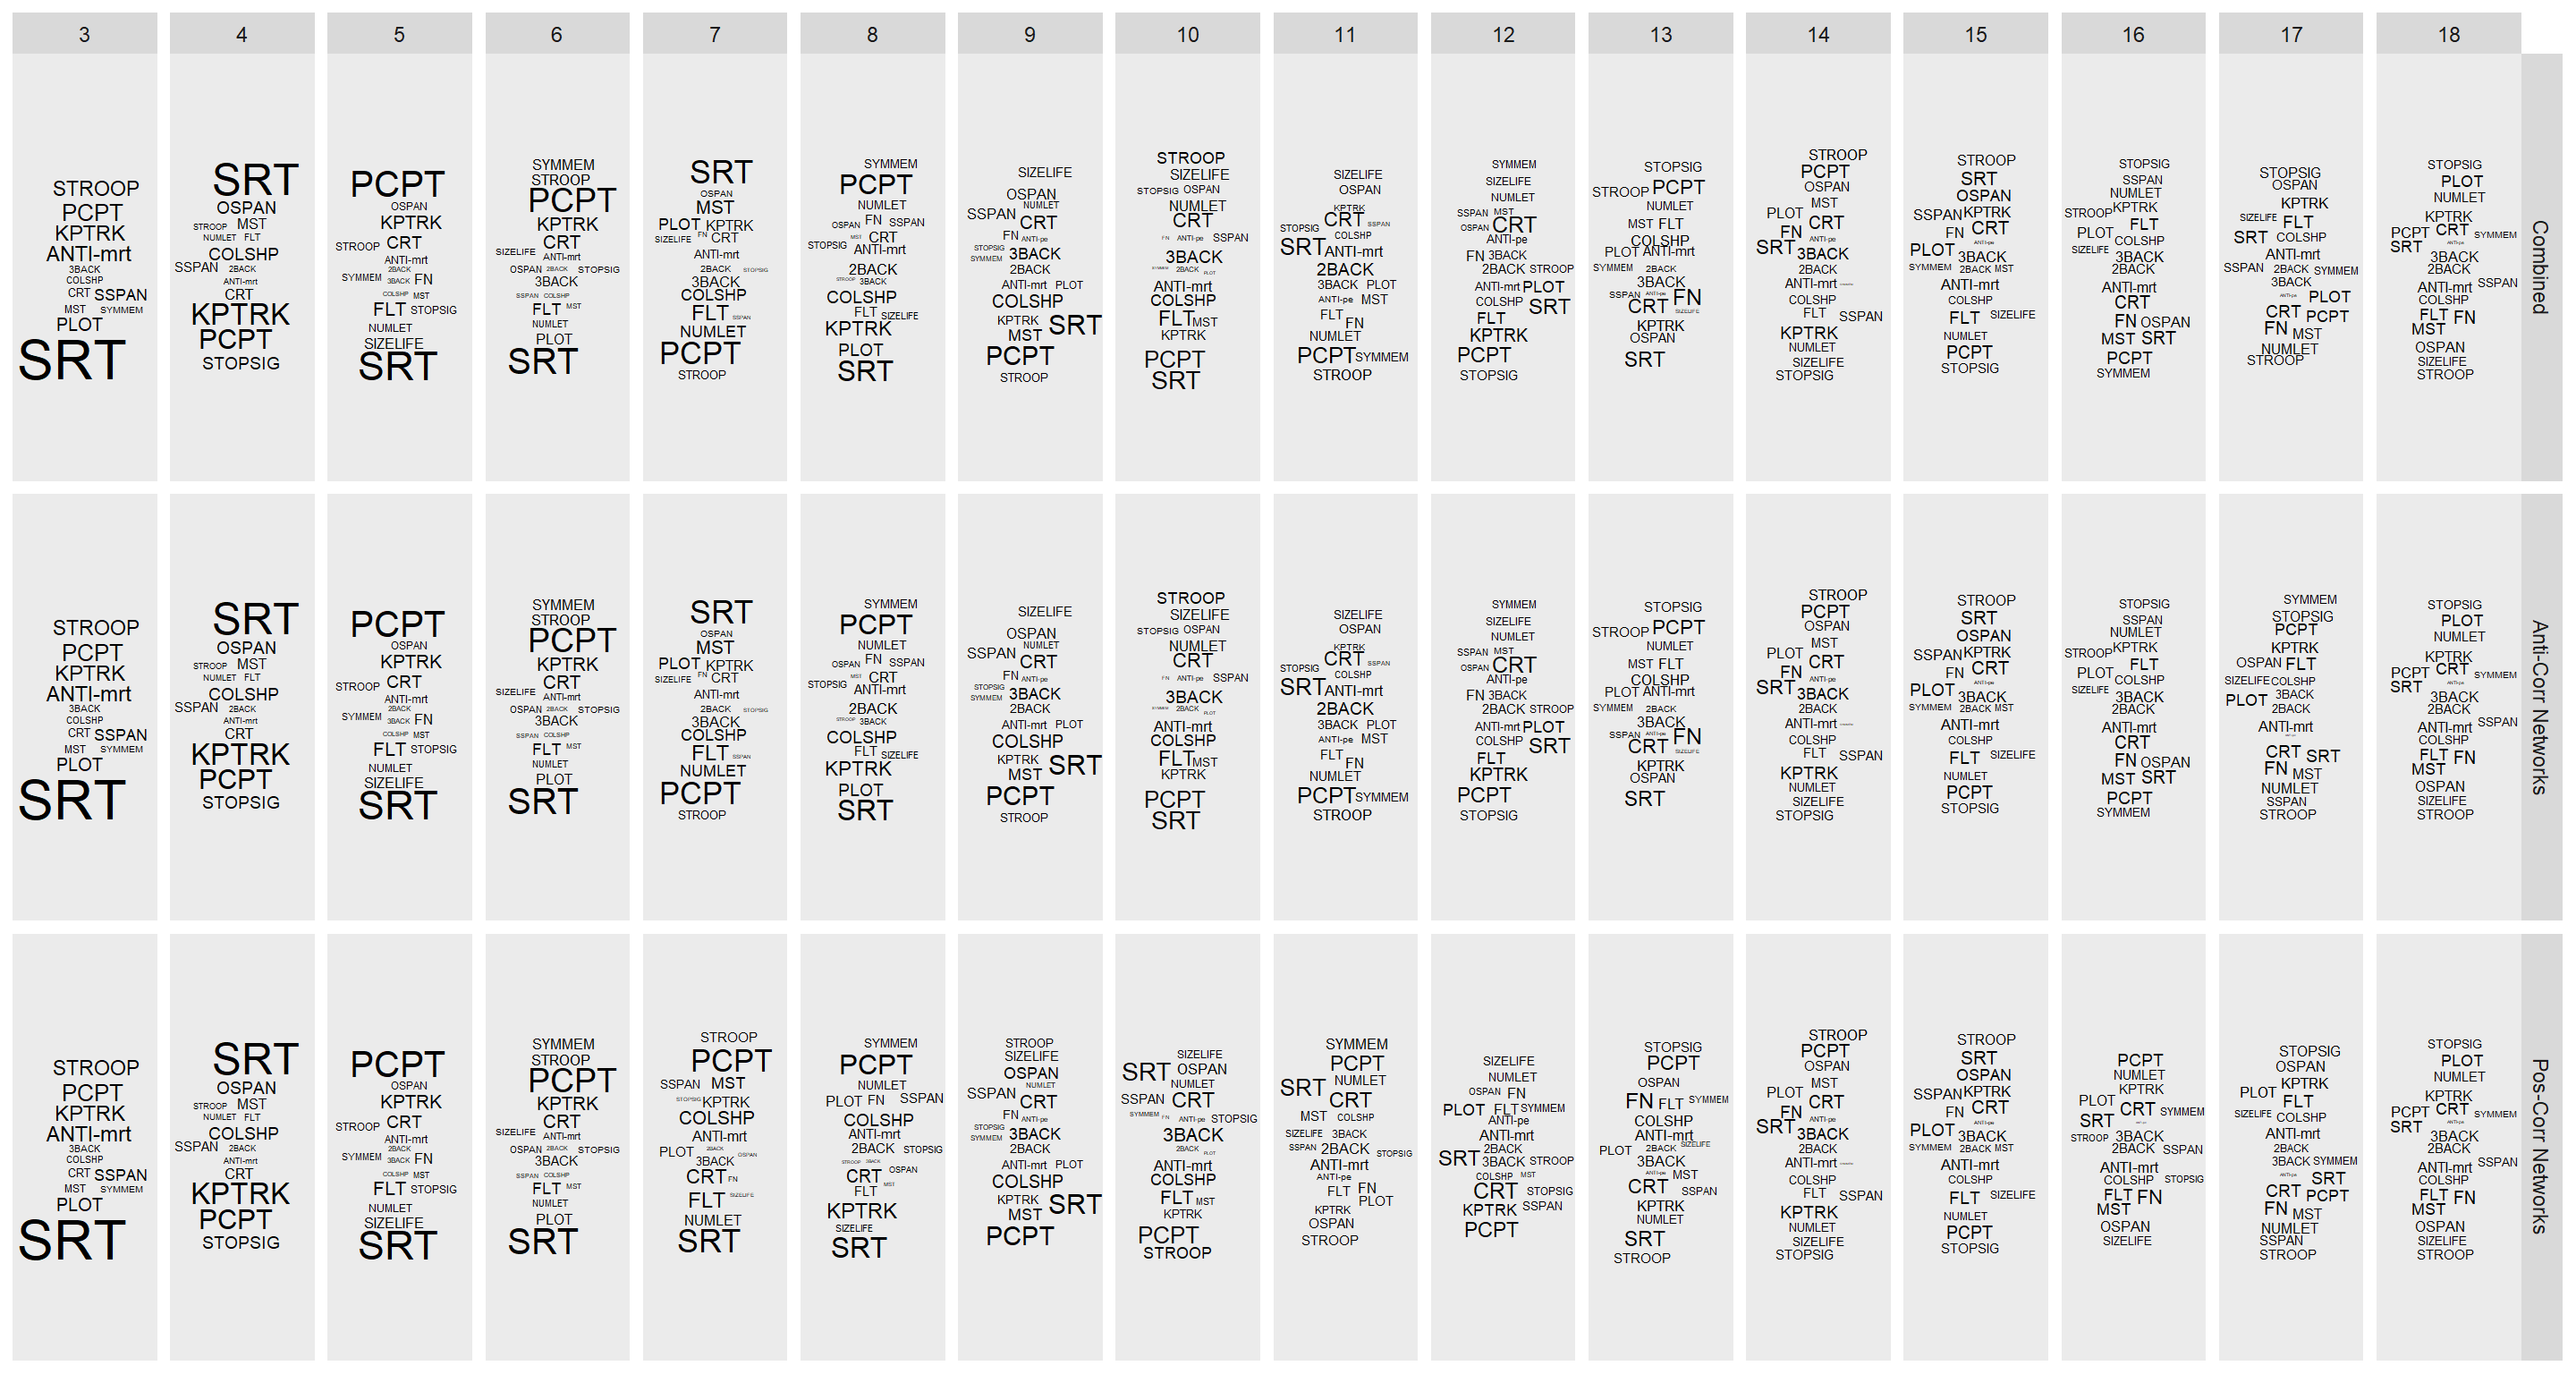 3 4 5 6 7 8 9 10 11 12 13 14 15 16 17 18
STROOP
PCPT
KPTRK
ANTI-mrt
3BACK
COLSHP
CRT SSPAN
MST SYMMEM
PLOT
SRT
SRT
OSPAN
STROOP MST
NUMLET FLT
COLSHP
SSPAN 2BACK
ANTI-mrt
CRT
KPTRK
PCPT
STOPSIG
PCPT
OSPAN
KPTRK
STROOP CRT
ANTI-mrt
2BACK
SYMMEM 3BACK FN
COLSHP MST
FLT STOPSIG
NUMLET
SIZELIFE
SRT
SYMMEM
STROOP
PCPT
KPTRK
CRT
SIZELIFE ANTI-mrt
OSPAN 2BACK STOPSIG
3BACK
SSPAN COLSHP
FLT MST
NUMLET
PLOT
SRT
SRT
OSPAN
MST
PLOT KPTRK
SIZELIFE FN CRT
ANTI-mrt
2BACK STOPSIG
3BACK
COLSHP
FLT SSPAN
NUMLET
PCPT
STROOP
SYMMEM
PCPT
NUMLET
OSPAN FN SSPAN
MST CRT
STOPSIG ANTI-mrt
2BACK
STROOP 3BACK
COLSHP
FLT SIZELIFE
KPTRK
PLOT
SRT
SIZELIFE
OSPAN
NUMLET
SSPAN CRT
FN ANTI-pe
STOPSIG 3BACK
SYMMEM
2BACK
ANTI-mrt PLOT
COLSHP
KPTRK SRT
MST
PCPT
STROOP
STROOP
SIZELIFE
STOPSIG OSPAN
NUMLET
CRT
FN ANTI-pe SSPAN
3BACK
SYMMEM 2BACK PLOT
ANTI-mrt
COLSHP
FLT MST
KPTRK
PCPT
SRT
SIZELIFE
OSPAN
KPTRK
CRT SSPAN
STOPSIG COLSHP
SRT ANTI-mrt
2BACK
3BACK PLOT
ANTI-pe MST
FLT FN
NUMLET
PCPT SYMMEM
STROOP
SYMMEM
SIZELIFE
NUMLET
SSPAN MST
OSPAN CRT
ANTI-pe
FN 3BACK
2BACK STROOP
ANTI-mrt PLOT
COLSHP SRT
FLT
KPTRK
PCPT
STOPSIG
STOPSIG
STROOP PCPT
NUMLET
MST FLT
COLSHP
PLOT ANTI-mrt
SYMMEM 2BACK
3BACK
SSPAN ANTI-pe FN
CRT SIZELIFE
KPTRK
OSPAN
SRT
STROOP
PCPT
OSPAN
MST
PLOT CRT
FN
SRT ANTI-pe
3BACK
2BACK
ANTI-mrt
COLSHP
FLT SSPAN
KPTRK
NUMLET
SIZELIFE
STOPSIG
STROOP
SRT
OSPAN
SSPAN KPTRK
FN CRT
ANTI-pe
PLOT 3BACK
SYMMEM 2BACK MST
ANTI-mrt
COLSHP
FLT SIZELIFE
NUMLET
PCPT
STOPSIG
STOPSIG
SSPAN
NUMLET
STROOP KPTRK
FLT
PLOT COLSHP
SIZELIFE 3BACK
2BACK
ANTI-mrt
CRT
FN OSPAN
MST SRT
PCPT
SYMMEM
STOPSIG
OSPAN
KPTRK
SIZELIFE FLT
SRT COLSHP
ANTI-mrt
SSPAN 2BACK SYMMEM
3BACK
ANTI-pe PLOT
CRT PCPT
FN MST
NUMLET
STROOP
STOPSIG
PLOT
NUMLET
KPTRK
PCPT CRT SYMMEM
SRT ANTI-pe
3BACK
2BACK
ANTI-mrt SSPAN
COLSHP
FLT FN
MST
OSPAN
SIZELIFE
STROOP
Combined
STROOP
PCPT
KPTRK
ANTI-mrt
3BACK
COLSHP
CRT SSPAN
MST SYMMEM
PLOT
SRT
SRT
OSPAN
STROOP MST
NUMLET FLT
COLSHP
SSPAN 2BACK
ANTI-mrt
CRT
KPTRK
PCPT
STOPSIG
PCPT
OSPAN
KPTRK
STROOP CRT
ANTI-mrt
2BACK
SYMMEM 3BACK FN
COLSHP MST
FLT STOPSIG
NUMLET
SIZELIFE
SRT
SYMMEM
STROOP
PCPT
KPTRK
CRT
SIZELIFE ANTI-mrt
OSPAN 2BACK STOPSIG
3BACK
SSPAN COLSHP
FLT MST
NUMLET
PLOT
SRT
SRT
OSPAN
MST
PLOT KPTRK
SIZELIFE FN CRT
ANTI-mrt
2BACK STOPSIG
3BACK
COLSHP
FLT SSPAN
NUMLET
PCPT
STROOP
SYMMEM
PCPT
NUMLET
OSPAN FN SSPAN
MST CRT
STOPSIG ANTI-mrt
2BACK
STROOP 3BACK
COLSHP
FLT SIZELIFE
KPTRK
PLOT
SRT
SIZELIFE
OSPAN
NUMLET
SSPAN CRT
FN ANTI-pe
STOPSIG 3BACK
SYMMEM
2BACK
ANTI-mrt PLOT
COLSHP
KPTRK SRT
MST
PCPT
STROOP
STROOP
SIZELIFE
STOPSIG OSPAN
NUMLET
CRT
FN ANTI-pe SSPAN
3BACK
SYMMEM 2BACK PLOT
ANTI-mrt
COLSHP
FLT MST
KPTRK
PCPT
SRT
SIZELIFE
OSPAN
KPTRK
CRT SSPAN
STOPSIG COLSHP
SRT ANTI-mrt
2BACK
3BACK PLOT
ANTI-pe MST
FLT FN
NUMLET
PCPT SYMMEM
STROOP
SYMMEM
SIZELIFE
NUMLET
SSPAN MST
OSPAN CRT
ANTI-pe
FN 3BACK
2BACK STROOP
ANTI-mrt PLOT
COLSHP SRT
FLT
KPTRK
PCPT
STOPSIG
STOPSIG
STROOP PCPT
NUMLET
MST FLT
COLSHP
PLOT ANTI-mrt
SYMMEM 2BACK
3BACK
SSPAN ANTI-pe FN
CRT SIZELIFE
KPTRK
OSPAN
SRT
STROOP
PCPT
OSPAN
MST
PLOT CRT
FN
SRT ANTI-pe
3BACK
2BACK
ANTI-mrt
COLSHP
FLT SSPAN
KPTRK
NUMLET
SIZELIFE
STOPSIG
STROOP
SRT
OSPAN
SSPAN KPTRK
FN CRT
ANTI-pe
PLOT 3BACK
SYMMEM 2BACK MST
ANTI-mrt
COLSHP
FLT SIZELIFE
NUMLET
PCPT
STOPSIG
STOPSIG
SSPAN
NUMLET
STROOP KPTRK
FLT
PLOT COLSHP
SIZELIFE 3BACK
2BACK
ANTI-mrt
CRT
FN OSPAN
MST SRT
PCPT
SYMMEM
SYMMEM
STOPSIG
PCPT
KPTRK
OSPAN FLT
SIZELIFE COLSHP
PLOT 3BACK
2BACK
ANTI-mrt
CRT SRT
FN MST
NUMLET
SSPAN
STROOP
STOPSIG
PLOT
NUMLET
KPTRK
PCPT CRT SYMMEM
SRT ANTI-pe
3BACK
2BACK
ANTI-mrt SSPAN
COLSHP
FLT FN
MST
OSPAN
SIZELIFE
STROOP
Anti-Corr Networks
STROOP
PCPT
KPTRK
ANTI-mrt
3BACK
COLSHP
CRT SSPAN
MST SYMMEM
PLOT
SRT
SRT
OSPAN
STROOP MST
NUMLET FLT
COLSHP
SSPAN 2BACK
ANTI-mrt
CRT
KPTRK
PCPT
STOPSIG
PCPT
OSPAN
KPTRK
STROOP CRT
ANTI-mrt
2BACK
SYMMEM 3BACK FN
COLSHP MST
FLT STOPSIG
NUMLET
SIZELIFE
SRT
SYMMEM
STROOP
PCPT
KPTRK
CRT
SIZELIFE ANTI-mrt
OSPAN 2BACK STOPSIG
3BACK
SSPAN COLSHP
FLT MST
NUMLET
PLOT
SRT
STROOP
PCPT
SSPAN MST
STOPSIG KPTRK
COLSHP
ANTI-mrt
PLOT 2BACK OSPAN
3BACK
CRT FN
FLT SIZELIFE
NUMLET
SRT
SYMMEM
PCPT
NUMLET
PLOT FN SSPAN
COLSHP
ANTI-mrt
2BACK STOPSIG
STROOP 3BACK
CRT OSPAN
FLT MST
KPTRK
SIZELIFE
SRT
STROOP
SIZELIFE
OSPAN
NUMLET
SSPAN CRT
FN ANTI-pe
STOPSIG 3BACK
SYMMEM
2BACK
ANTI-mrt PLOT
COLSHP
KPTRK SRT
MST
PCPT
SIZELIFE
SRT OSPAN
NUMLET
SSPAN CRT
SYMMEM FN ANTI-pe STOPSIG
3BACK
2BACK PLOT
ANTI-mrt
COLSHP
FLT MST
KPTRK
PCPT
STROOP
SYMMEM
PCPT
SRT NUMLET
CRT
MST COLSHP
SIZELIFE 3BACK
SSPAN 2BACK STOPSIG
ANTI-mrt
ANTI-pe
FLT FN
PLOT
KPTRK
OSPAN
STROOP
SIZELIFE
NUMLET
OSPAN FN
PLOT FLT SYMMEM
ANTI-pe
ANTI-mrt
2BACK
SRT 3BACK STROOP
COLSHP MST
CRT STOPSIG
KPTRK SSPAN
PCPT
STOPSIG
PCPT
OSPAN
FN FLT SYMMEM
COLSHP
ANTI-mrt
PLOT 2BACK SIZELIFE
3BACK
ANTI-pe MST
CRT SSPAN
KPTRK
NUMLET
SRT
STROOP
STROOP
PCPT
OSPAN
MST
PLOT CRT
FN
SRT ANTI-pe
3BACK
2BACK
ANTI-mrt
COLSHP
FLT SSPAN
KPTRK
NUMLET
SIZELIFE
STOPSIG
STROOP
SRT
OSPAN
SSPAN KPTRK
FN CRT
ANTI-pe
PLOT 3BACK
SYMMEM 2BACK MST
ANTI-mrt
COLSHP
FLT SIZELIFE
NUMLET
PCPT
STOPSIG
PCPT
NUMLET
KPTRK
PLOT
SRT CRT SYMMEM
STROOP 3BACK
2BACK SSPAN
ANTI-mrt
COLSHP STOPSIG
FLT FN
MST
OSPAN
SIZELIFE
STOPSIG
OSPAN
KPTRK
PLOT FLT
SIZELIFE COLSHP
ANTI-mrt
2BACK
3BACK SYMMEM
ANTI-pe SRT
CRT PCPT
FN MST
NUMLET
SSPAN
STROOP
STOPSIG
PLOT
NUMLET
KPTRK
PCPT CRT SYMMEM
SRT ANTI-pe
3BACK
2BACK
ANTI-mrt SSPAN
COLSHP
FLT FN
MST
OSPAN
SIZELIFE
STROOP
Pos-Corr Networks